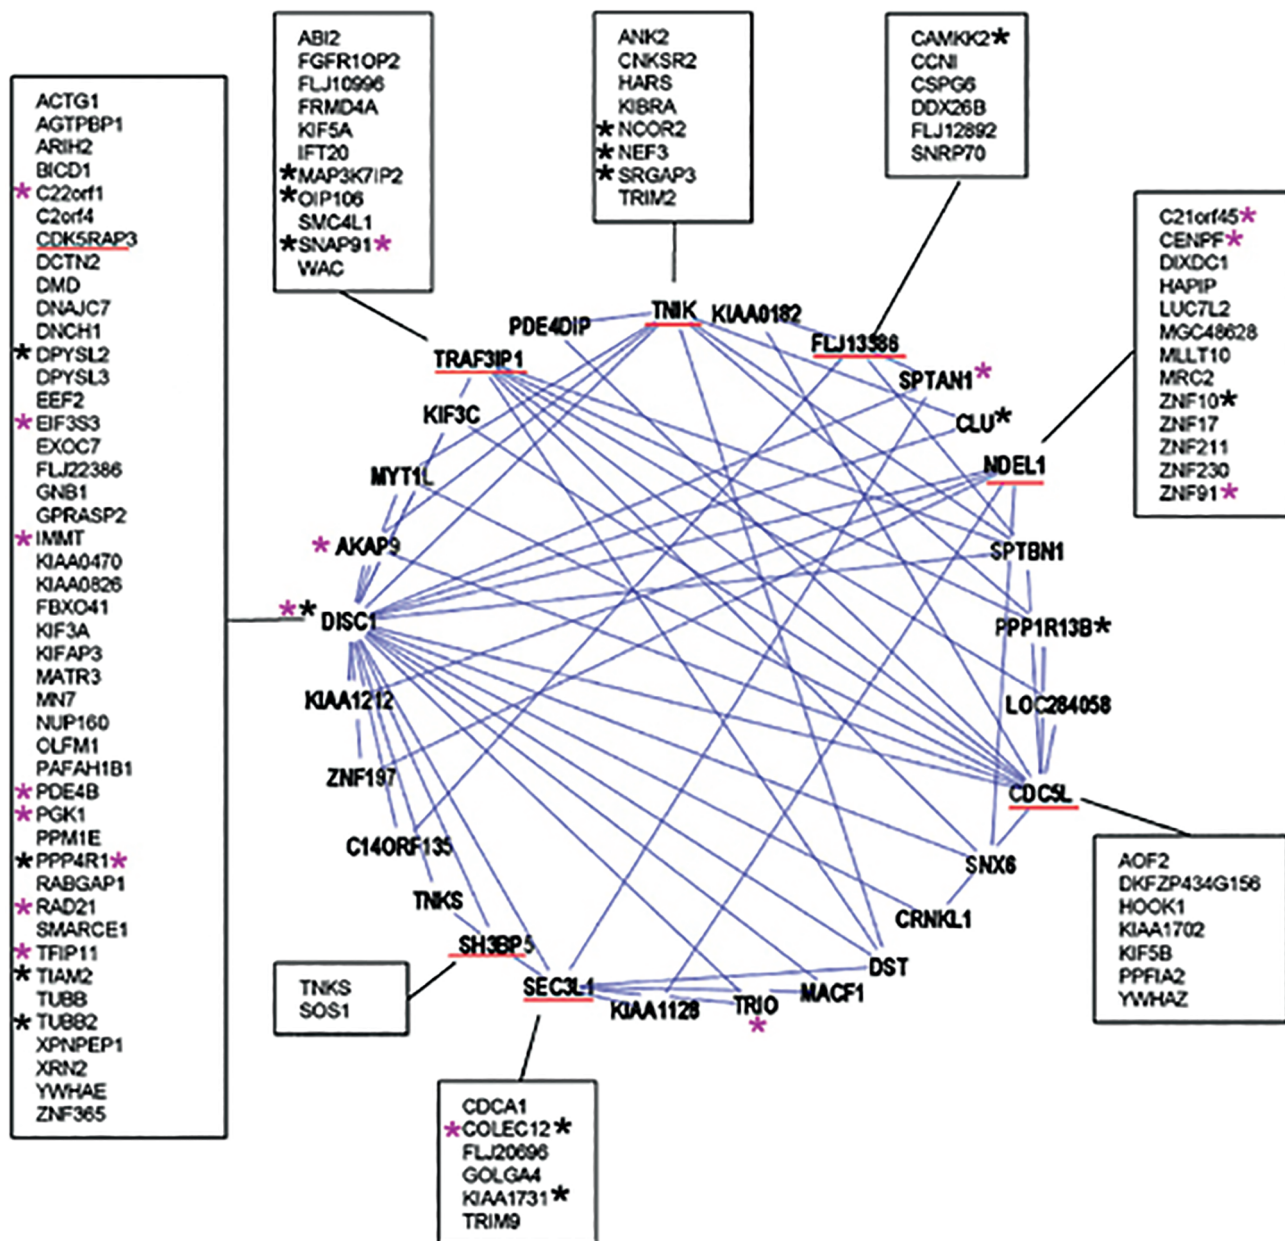 ABI2
FGFR1OP2
FLJ10996
FRMD4A
KIF5A
IFT20
*MAP3K7IP2
*OIP106
SMC4L1
*SNAP91*
WAC
ANK2
CNKSR2
HARS
KIBRA
*NCOR2
*NEF3
*SRGAP3
TRIM2
CAMKK2*
CCNI
CSPG6
DDX26B
FLJ12892
SNRP70
ACTG1
AGTPBP1
ARIH2
BICD1
*C22orf1
C2orf4
CDK5RAP3
DCTN2
DMD
DNAJC7
DNCH1
*DPYSL2
DPYSL3
EEF2
*EIF3S3
EXOC7
FLJ22386
GNB1
GPRASP2
*IMMT
KIAA0470
KIAA0826
FBXO41
KIF3A
KIFAP3
MATR3
MN7
NUP160
OLFM1
PAFAH1B1
*PDE4B
*PGK1
PPM1E
*PPP4R1*
RABGAP1
*RAD21
SMARCE1
*TFIP11
*TIAM2
TUBB
*TUBB2
XPNPEP1
XRN2
YWHAE
ZNF365
C21orf45*
CENPF*
DIXDC1
HAPIP
LUC7L2
MGC48628
MLLT10
MRC2
ZNF10*
ZNF17
ZNF211
ZNF230
ZNF91*
TNIK
KIAA0182
PDE4DIP
FLJ13386
TRAF3IP1
SPTAN1*
KIF3C
CLU*
NDEL1
MYT1L
*AKAP9
SPTBN1
**
DISC1
PPP1R13B*
KIAA1212
LOC284058
ZNF197
CDC5L
C14ORF135
SNX6
TNKS
CRNKL1
SH3BP5
DST
SEC3L1
MACF1
KIAA1128
TRIO
*
AOF2
DKFZP434G156
HOOK1
KIAA1702
KIF5B
PPFIA2
YWHAZ
TNKS
SOS1
CDCA1
*COLEC12*
FLJ20696
GOLGA4
KIAA1731*
TRIM9